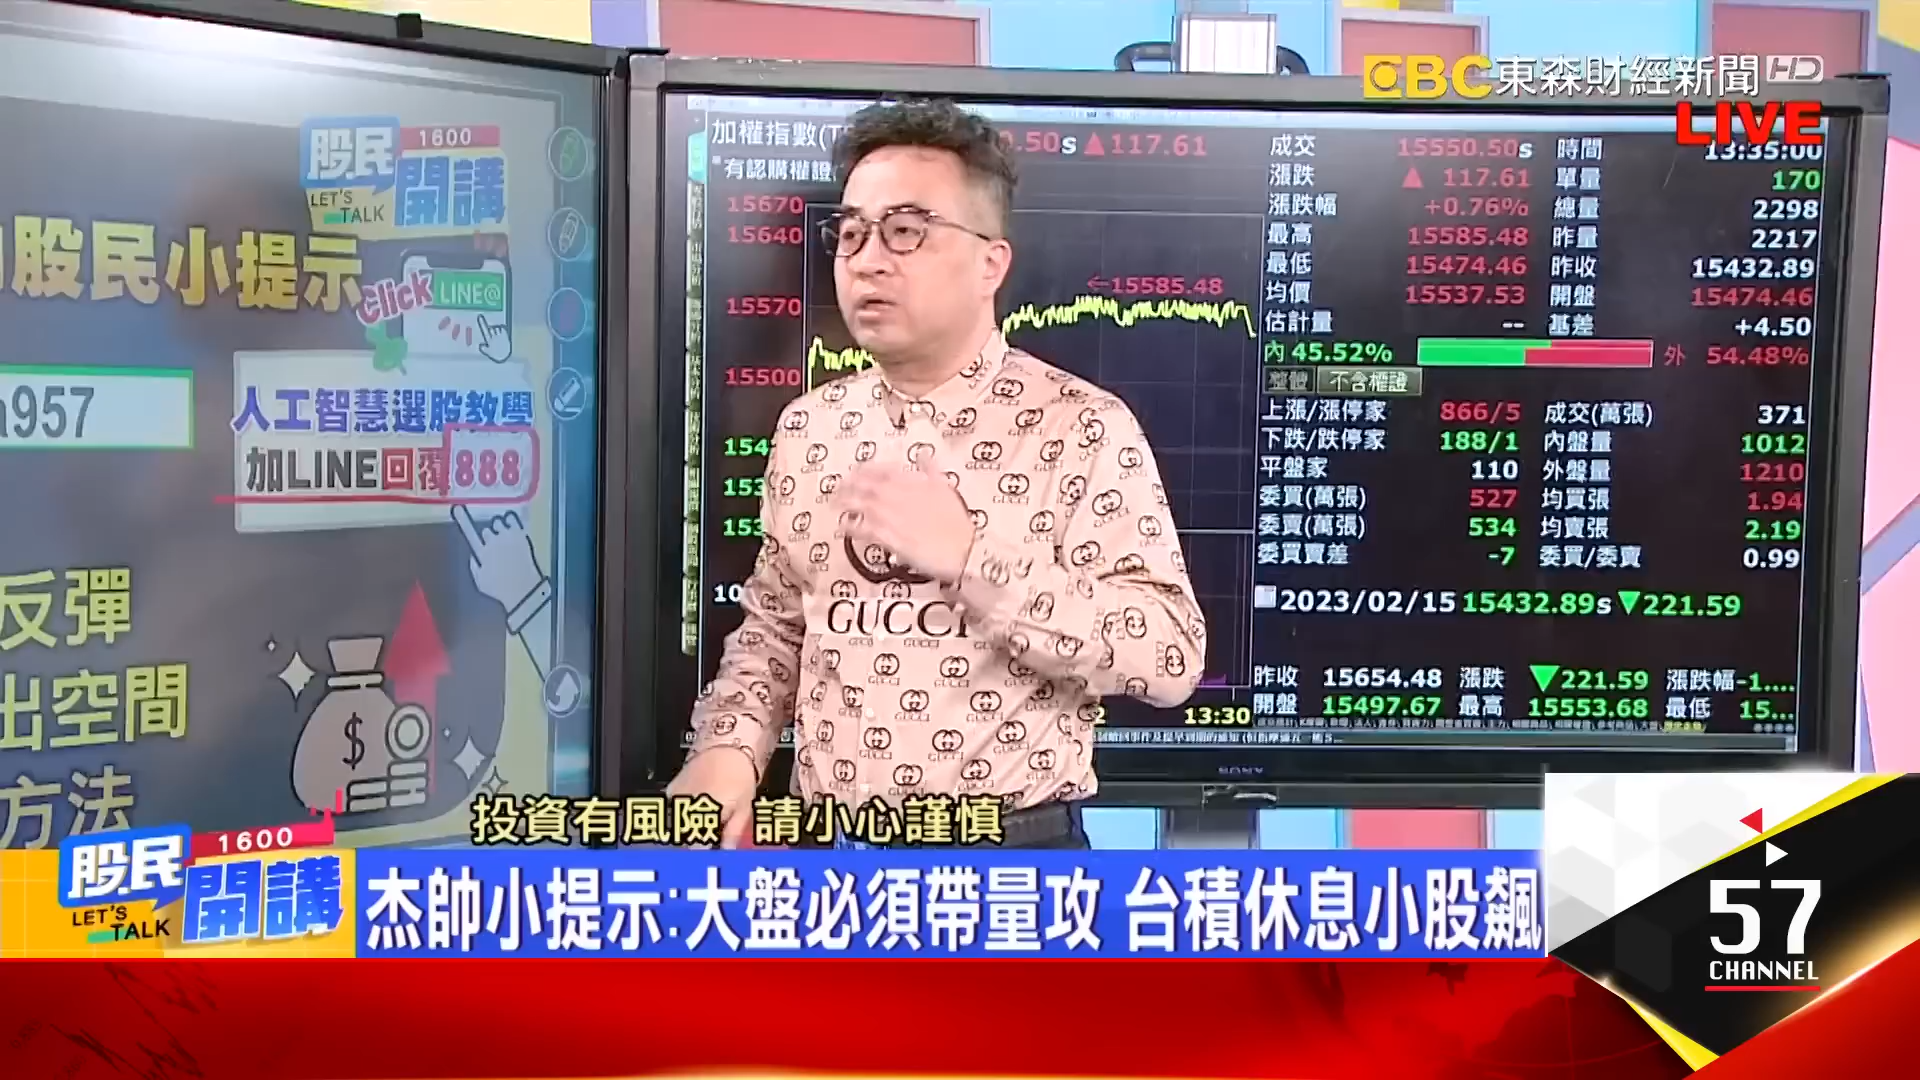 EBC東森財經新聞HD
LIVE
股民 1600
開講
LET'S TALK
股民小提示
Click LINE@
957
人工智慧選股教學
加LINE回覆888
反彈
出空間
方法
加權指數
.50s ▲117.61
有認購權證
15670
15640
15570
15500
←15585.48
13:30
成交 15550.50s 時間 13:35:00
漲跌 ▲ 117.61 單量 170
漲跌幅 +0.76% 總量 2298
最高 15585.48 昨量 2217
最低 15474.46 昨收 15432.89
均價 15537.53 開盤 15474.46
估計量 -- 基差 +4.50
內 45.52% 外 54.48%
整體 不含權證
上漲/漲停家 866/5 成交(萬張) 371
下跌/跌停家 188/1 內盤量 1012
平盤家 110 外盤量 1210
委買(萬張) 527 均買張 1.94
委賣(萬張) 534 均賣張 2.19
委買賣差 -7 委買/委賣 0.99
2023/02/15 15432.89s ▼221.59
昨收 15654.48 漲跌 ▼221.59 漲跌幅-1....
開盤 15497.67 最高 15553.68 最低 15...
SONY
GUCCI
投資有風險 請小心謹慎
股民 1600
開講
LET'S TALK
杰帥小提示:大盤必須帶量攻 台積休息小股飆
57
CHANNEL